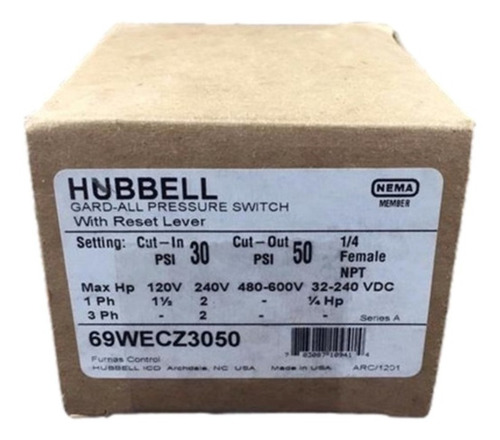 HUBBELL
GARD-ALL PRESSURE SWITCH
With Reset Lever
NEMA
MEMBER
Setting: Cut-In PSI 30 Cut-Out PSI 50 1/4 Female NPT
Max Hp 120V 240V 480-600V 32-240 VDC
1 Ph 1½ 2 - ¼ Hp
3 Ph - 2 - -
Series A
69WECZ3050
Furnas Control
HUBBELL ICD Archdale, NC USA Made in USA ARC/1201